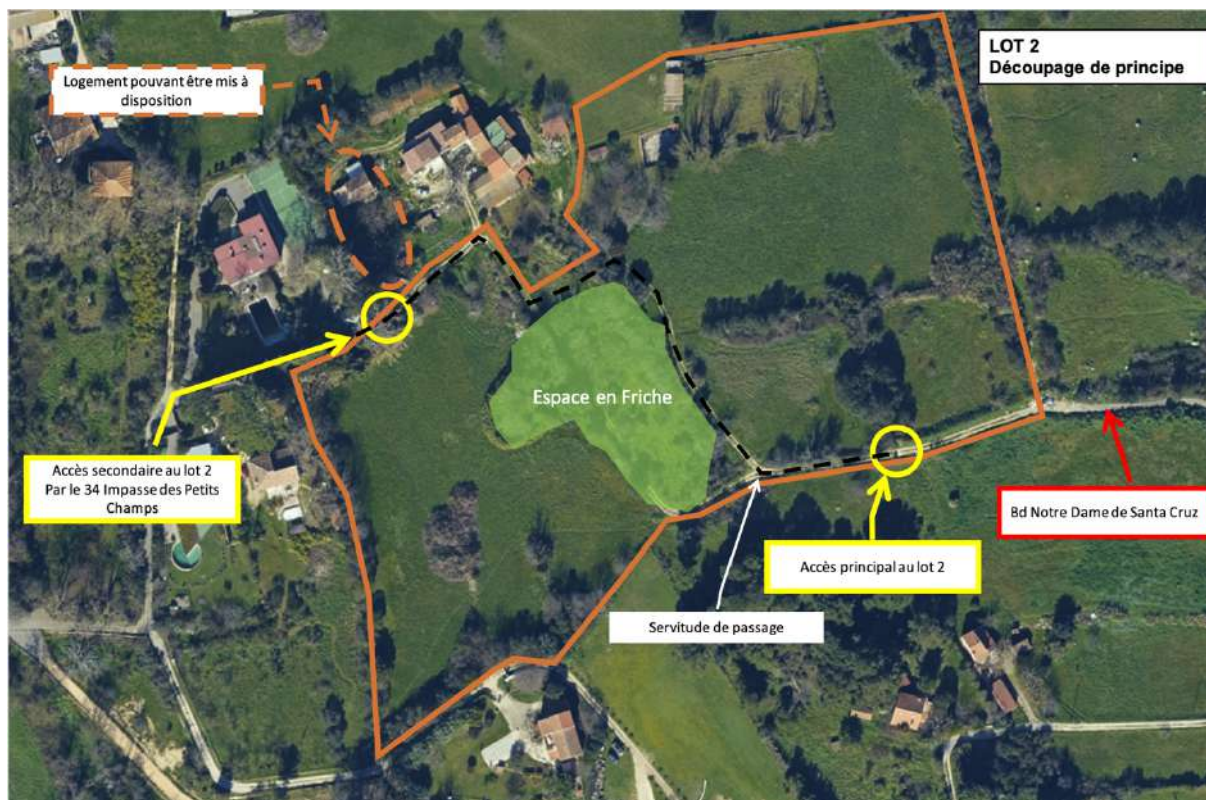 LOT 2
Découpage de principe
Logement pouvant être mis à
disposition
Espace en Friche
Accès secondaire au lot 2
Par le 34 Impasse des Petits
Champs
Bd Notre Dame de Santa Cruz
Accès principal au lot 2
Servitude de passage